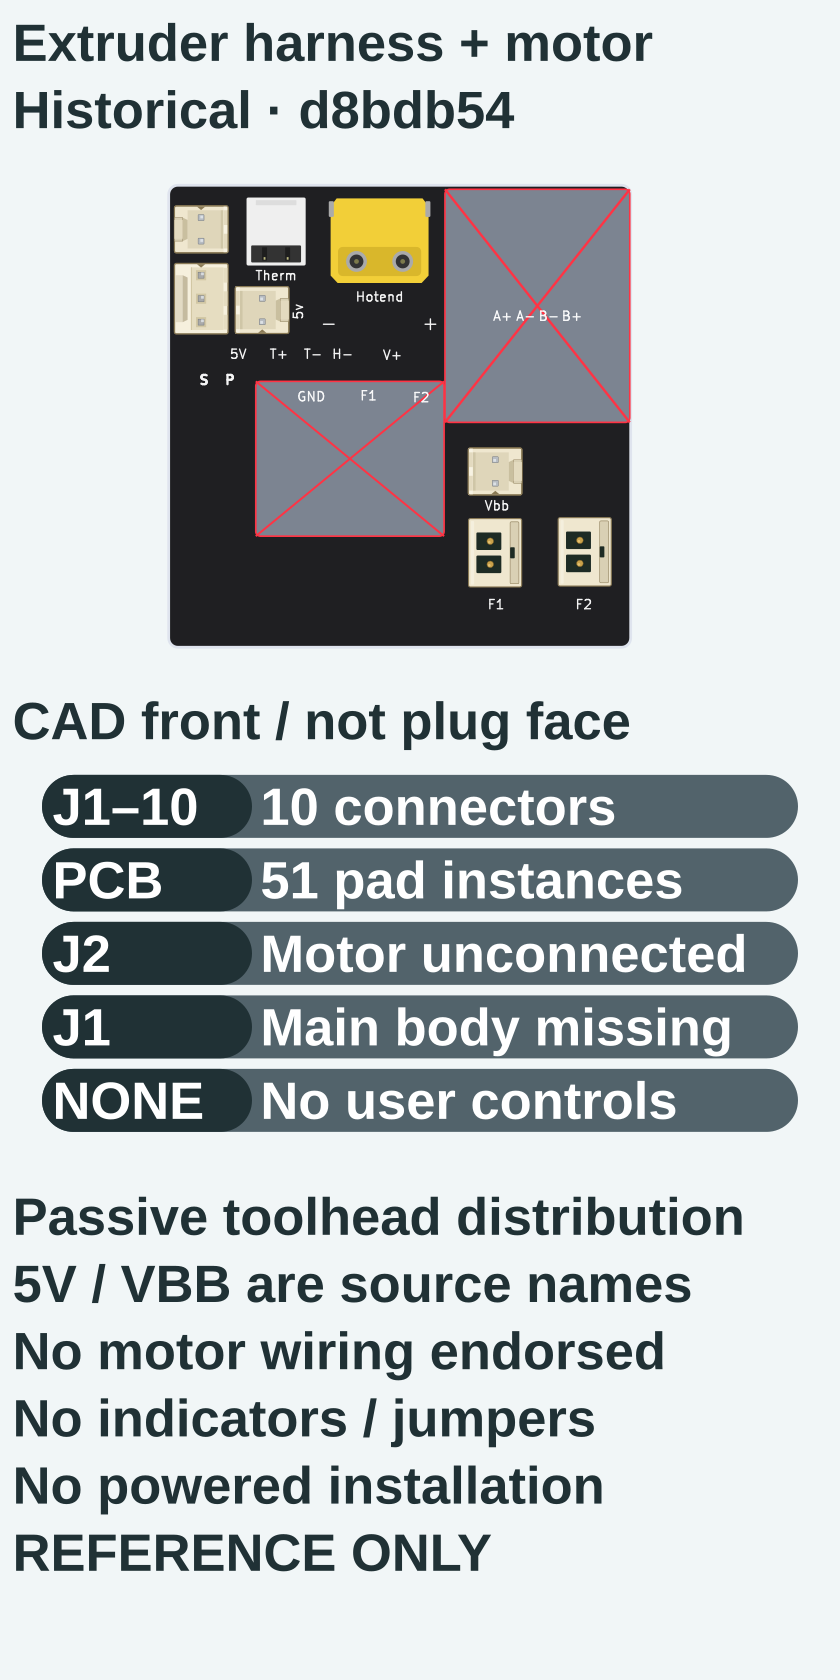 Extruder harness + motor
Historical · d8bdb54
Therm
Hotend
5v
− +
A+ A− B− B+
5V T+ T− H− V+
S P
GND F1 F2
Vbb
F1 F2
CAD front / not plug face
J1–10 10 connectors
PCB 51 pad instances
J2 Motor unconnected
J1 Main body missing
NONE No user controls
Passive toolhead distribution
5V / VBB are source names
No motor wiring endorsed
No indicators / jumpers
No powered installation
REFERENCE ONLY